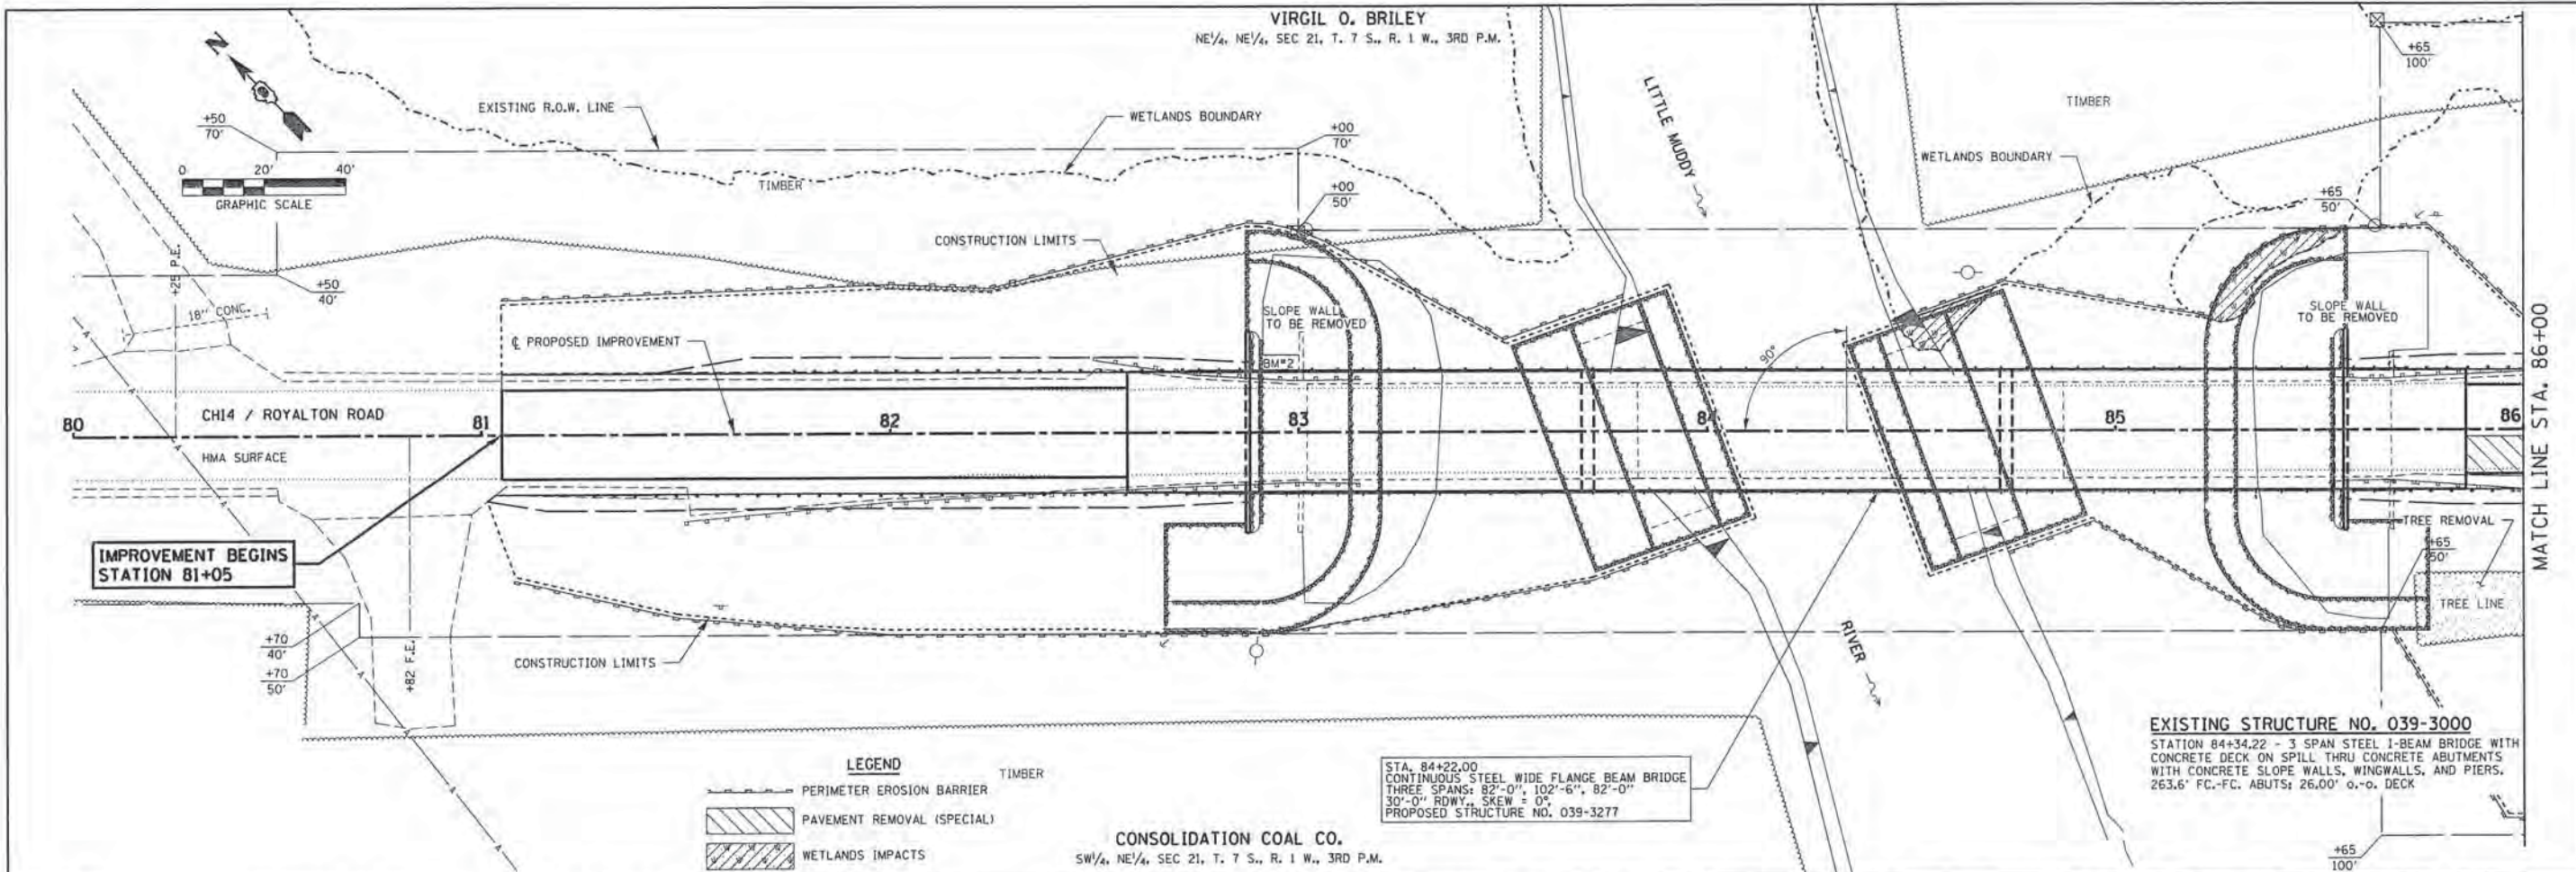 VIRGIL O. BRILEY
NE¼, NE¼, SEC 21, T. 7 S., R. 1 W., 3RD P.M.
N
+50
70'
EXISTING R.O.W. LINE
WETLANDS BOUNDARY
+00
70'
LITTLE MUDDY
TIMBER
+65
100'
0 20' 40'
GRAPHIC SCALE
TIMBER
WETLANDS BOUNDARY
+00
50'
+65
50'
+25 P.E.
CONSTRUCTION LIMITS
+50
40'
18" CONC.
SLOPE WALL
TO BE REMOVED
SLOPE WALL
TO BE REMOVED
℄ PROPOSED IMPROVEMENT
BM#2
90°
CH14 / ROYALTON ROAD
80 81 82 83 84 85 86
HMA SURFACE
MATCH LINE STA. 86+00
IMPROVEMENT BEGINS
STATION 81+05
TREE REMOVAL
+65
50'
TREE LINE
+70
40'
+70
50'
+82 F.E.
CONSTRUCTION LIMITS
RIVER
EXISTING STRUCTURE NO. 039-3000
STATION 84+34.22 - 3 SPAN STEEL I-BEAM BRIDGE WITH
CONCRETE DECK ON SPILL THRU CONCRETE ABUTMENTS
WITH CONCRETE SLOPE WALLS, WINGWALLS, AND PIERS.
263.6' FC.-FC. ABUTS; 26.00' o.-o. DECK
LEGEND
TIMBER
PERIMETER EROSION BARRIER
PAVEMENT REMOVAL (SPECIAL)
WETLANDS IMPACTS
STA. 84+22.00
CONTINUOUS STEEL WIDE FLANGE BEAM BRIDGE
THREE SPANS: 82'-0", 102'-6", 82'-0"
30'-0" RDWY., SKEW = 0°,
PROPOSED STRUCTURE NO. 039-3277
CONSOLIDATION COAL CO.
SW¼, NE¼, SEC 21, T. 7 S., R. 1 W., 3RD P.M.
+65
100'